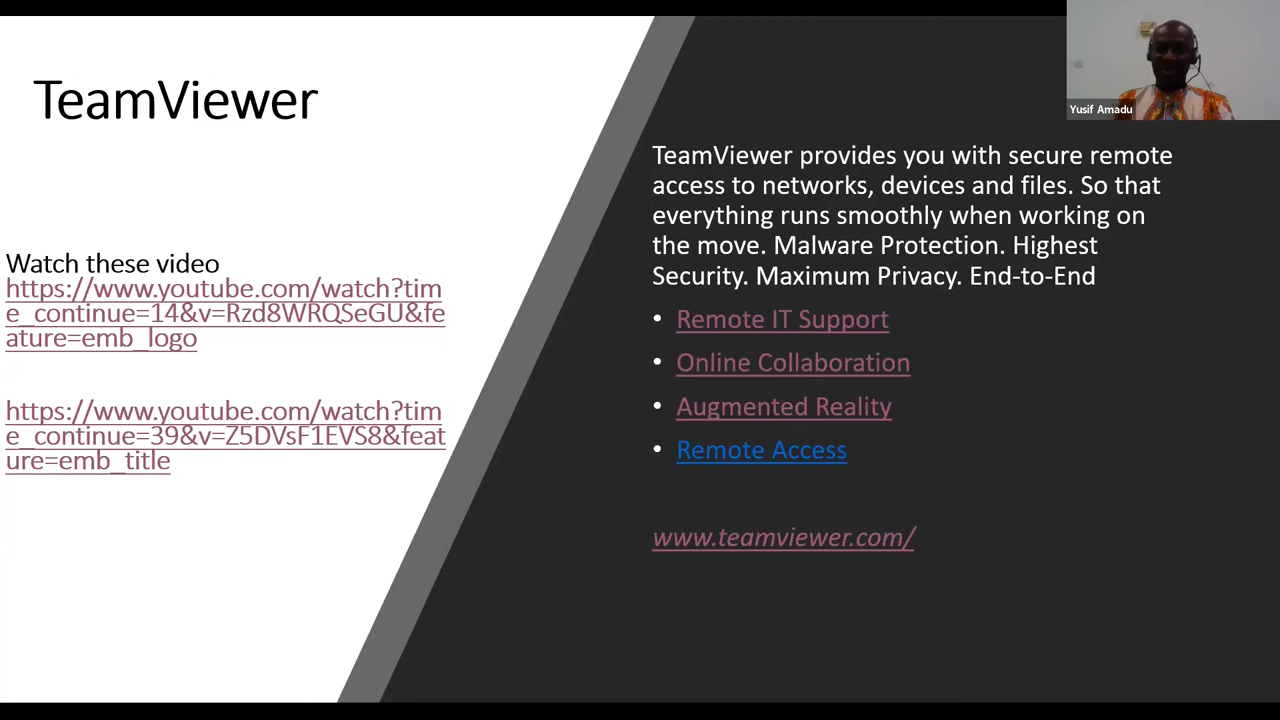 TeamViewer
Watch these video
https://www.youtube.com/watch?tim
e_continue=14&v=Rzd8WRQSeGU&fe
ature=emb_logo
https://www.youtube.com/watch?tim
e_continue=39&v=Z5DVsF1EVS8&feat
ure=emb_title
Yusif Amadu
TeamViewer provides you with secure remote
access to networks, devices and files. So that
everything runs smoothly when working on
the move. Malware Protection. Highest
Security. Maximum Privacy. End-to-End
• Remote IT Support
• Online Collaboration
• Augmented Reality
• Remote Access
www.teamviewer.com/